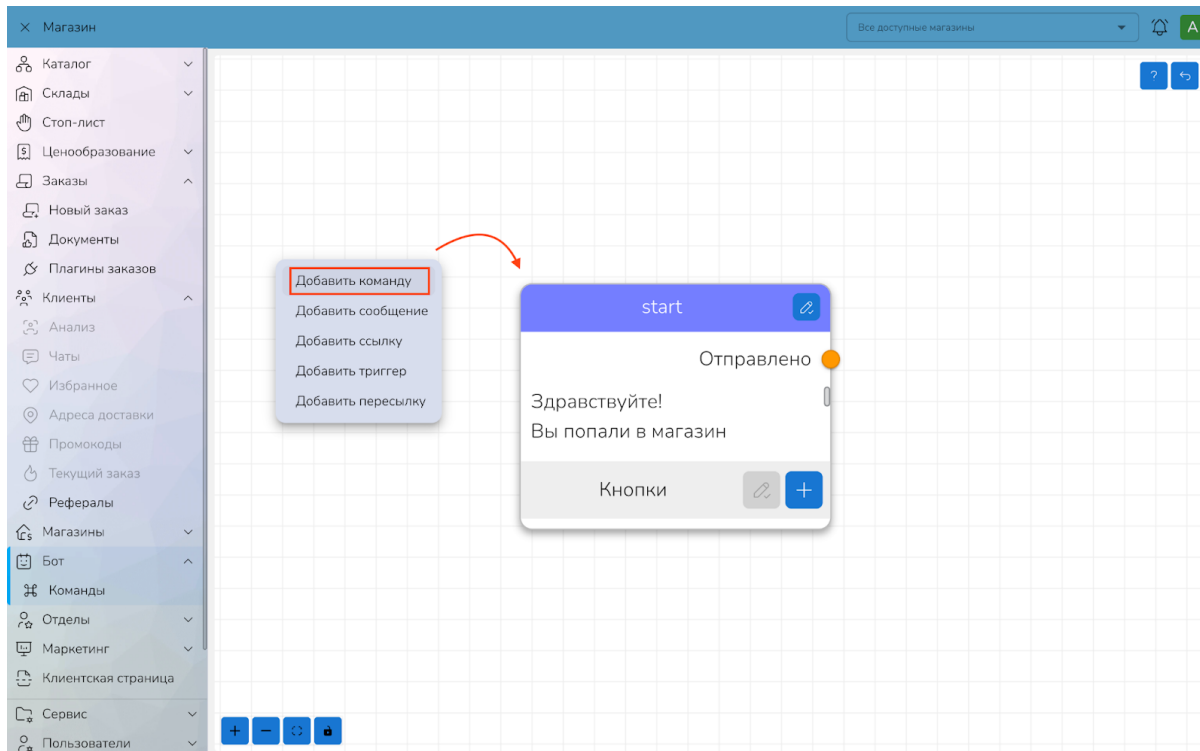 Магазин
Все доступные магазины
A
Каталог
Склады
Стоп-лист
Ценообразование
Заказы
Новый заказ
Документы
Плагины заказов
Клиенты
Анализ
Чаты
Избранное
Адреса доставки
Промокоды
Текущий заказ
Рефералы
Магазины
Бот
Команды
Отделы
Маркетинг
Клиентская страница
Сервис
Пользователи
?
Добавить команду
Добавить сообщение
Добавить ссылку
Добавить триггер
Добавить пересылку
start
Отправлено
Здравствуйте!
Вы попали в магазин
Кнопки